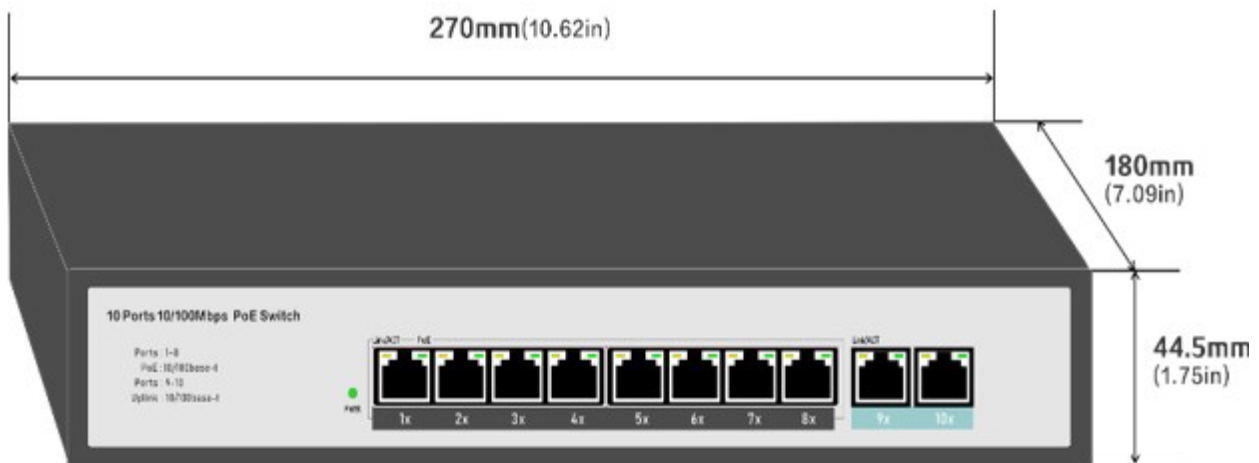 270mm(10.62in)
180mm
(7.09in)
44.5mm
(1.75in)
10 Ports 10/100Mbps PoE Switch
Ports : 1-8
PoE : 10/100base-t
Ports : 9-10
Uplink : 10/100base-t
Link/ACT PoE
Link/ACT
1x 2x 3x 4x 5x 6x 7x 8x 9x 10x